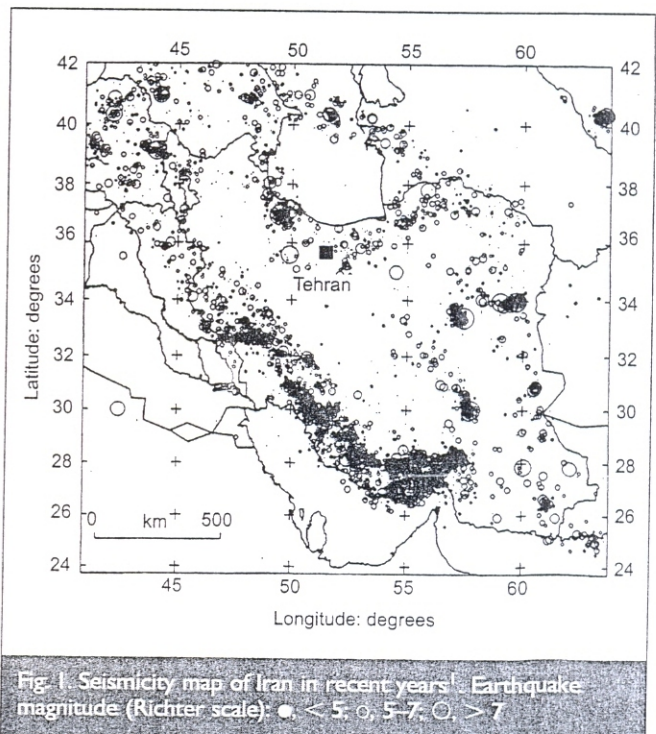 45 50 55 60
42 42
40 40
38 38
36 36
Tehran
34 34
32 32
30 30
28 28
26 26
0 km 500
24 24
45 50 55 60
Latitude: degrees
Longitude: degrees
Fig. 1. Seismicity map of Iran in recent years¹. Earthquake
magnitude (Richter scale): ●, < 5; ○, 5–7; ◯, > 7